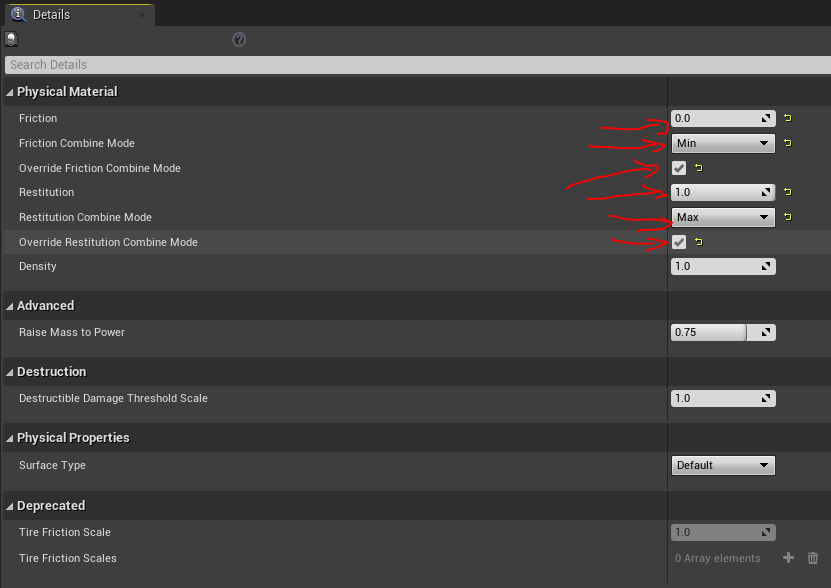 Details
Search Details
Physical Material
Friction 0.0
Friction Combine Mode Min
Override Friction Combine Mode
Restitution 1.0
Restitution Combine Mode Max
Override Restitution Combine Mode
Density 1.0
Advanced
Raise Mass to Power 0.75
Destruction
Destructible Damage Threshold Scale 1.0
Physical Properties
Surface Type Default
Deprecated
Tire Friction Scale 1.0
Tire Friction Scales 0 Array elements